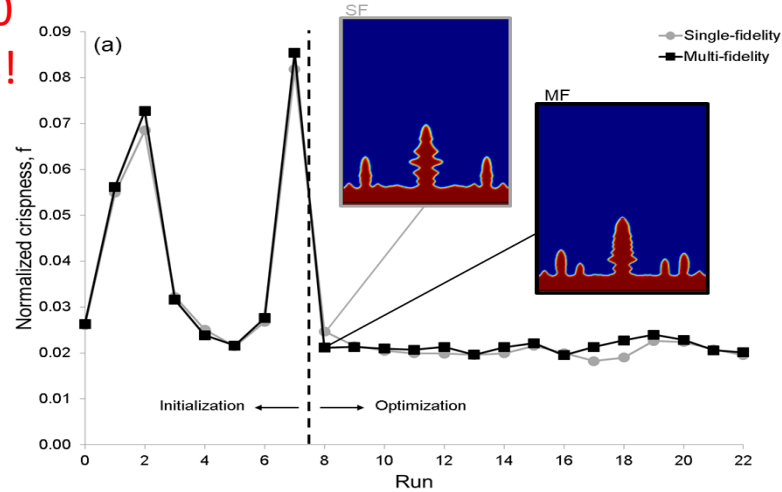 0
!
SF
(a)
Single-fidelity
Multi-fidelity
MF
Normalized crispness, f
0.09
0.08
0.07
0.06
0.05
0.04
0.03
0.02
0.01
0.00
Initialization
Optimization
0 2 4 6 8 10 12 14 16 18 20 22
Run